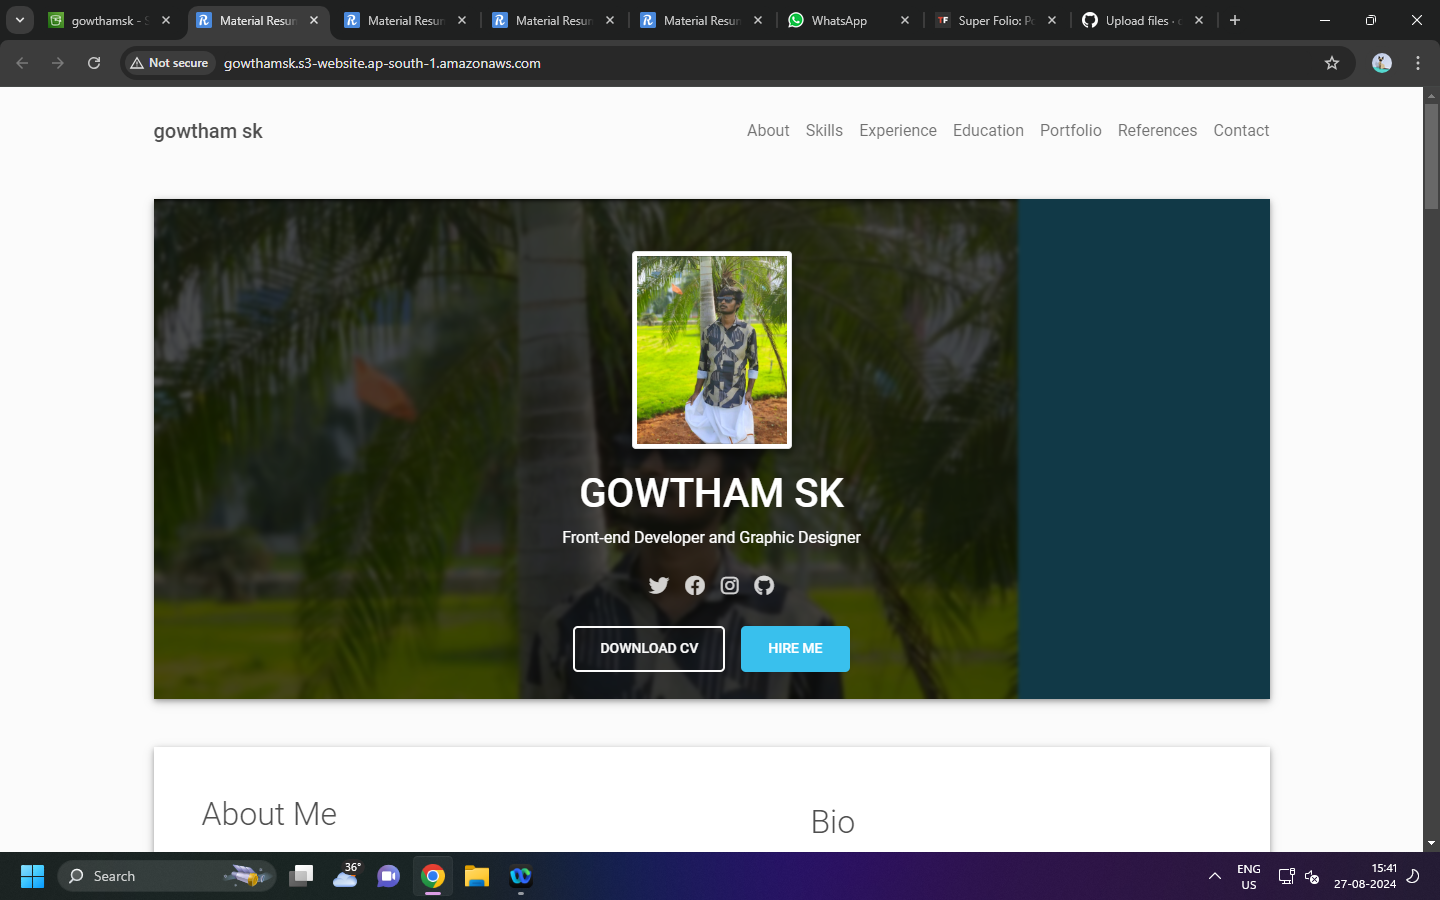 gowthamsk - S
Material Resum
Material Resum
Material Resum
Material Resum
WhatsApp
TF
Super Folio: Po
Upload files · c
Not secure
gowthamsk.s3-website.ap-south-1.amazonaws.com
gowtham sk
About
Skills
Experience
Education
Portfolio
References
Contact
GOWTHAM SK
Front-end Developer and Graphic Designer
DOWNLOAD CV
HIRE ME
About Me
Bio
Search
36°
ENG
US
15:41
27-08-2024